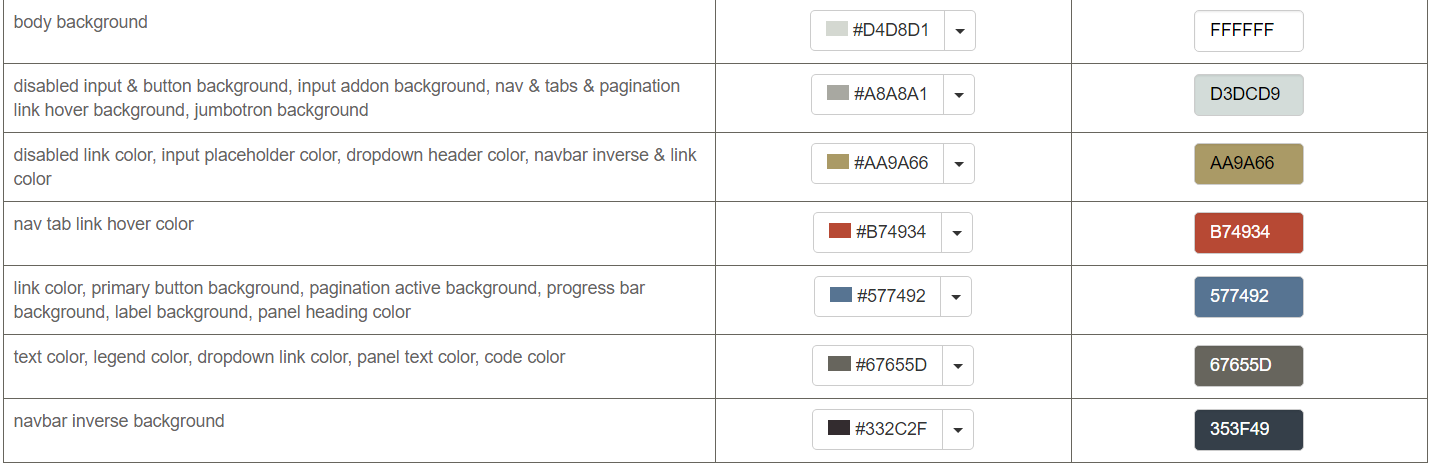 body background
#D4D8D1
FFFFFF
disabled input & button background, input addon background, nav & tabs & pagination
link hover background, jumbotron background
#A8A8A1
D3DCD9
disabled link color, input placeholder color, dropdown header color, navbar inverse & link
color
#AA9A66
AA9A66
nav tab link hover color
#B74934
B74934
link color, primary button background, pagination active background, progress bar
background, label background, panel heading color
#577492
577492
text color, legend color, dropdown link color, panel text color, code color
#67655D
67655D
navbar inverse background
#332C2F
353F49